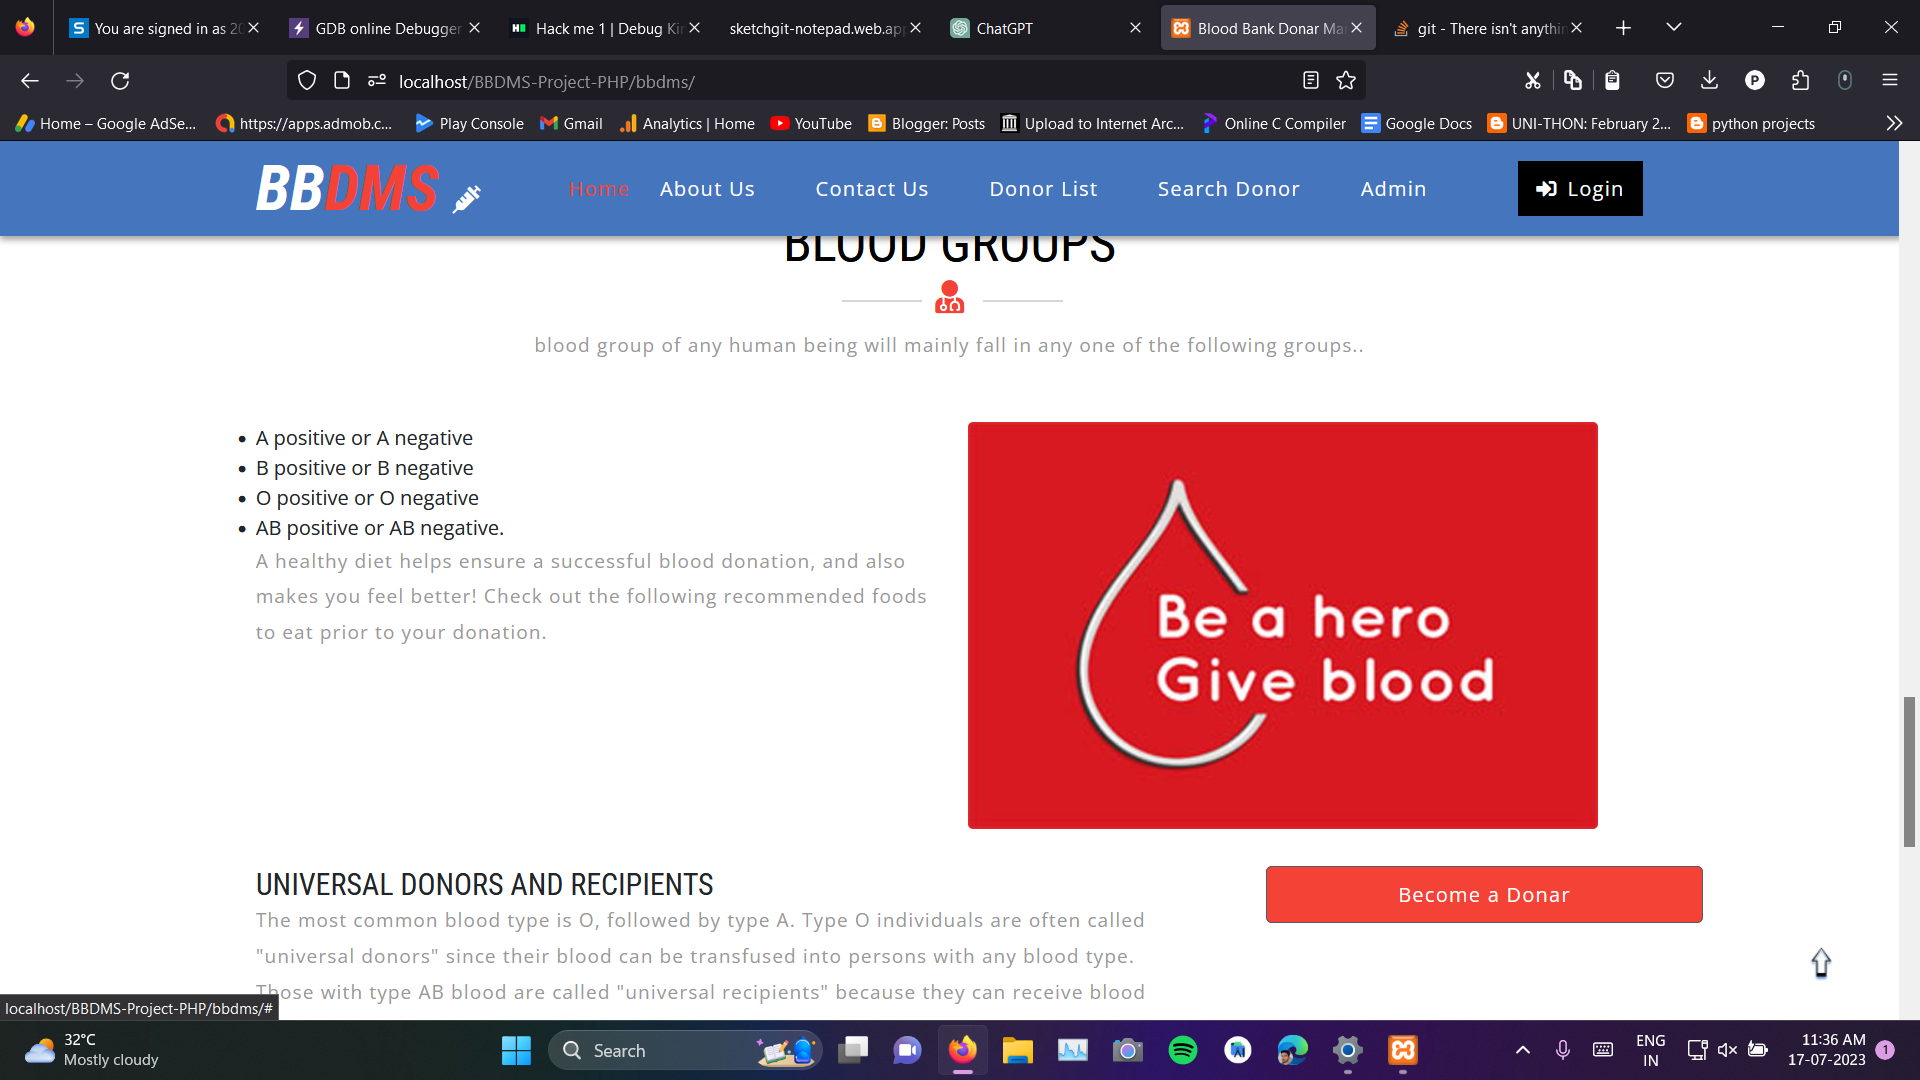 You are signed in as 20
GDB online Debugger
Hack me 1 | Debug Kin
sketchgit-notepad.web.app
ChatGPT
Blood Bank Donar Ma
git - There isn't anythin
localhost/BBDMS-Project-PHP/bbdms/
Home – Google AdSe...
https://apps.admob.c...
Play Console
Gmail
Analytics | Home
YouTube
Blogger: Posts
Upload to Internet Arc...
Online C Compiler
Google Docs
UNI-THON: February 2...
python projects
BBDMS
Home
About Us
Contact Us
Donor List
Search Donor
Admin
Login
BLOOD GROUPS
blood group of any human being will mainly fall in any one of the following groups..
A positive or A negative
B positive or B negative
O positive or O negative
AB positive or AB negative.
A healthy diet helps ensure a successful blood donation, and also
makes you feel better! Check out the following recommended foods
to eat prior to your donation.
Be a hero
Give blood
UNIVERSAL DONORS AND RECIPIENTS
Become a Donar
The most common blood type is O, followed by type A. Type O individuals are often called
"universal donors" since their blood can be transfused into persons with any blood type.
Those with type AB blood are called "universal recipients" because they can receive blood
localhost/BBDMS-Project-PHP/bbdms/#
32°C
Mostly cloudy
Search
ENG
IN
11:36 AM
17-07-2023
1